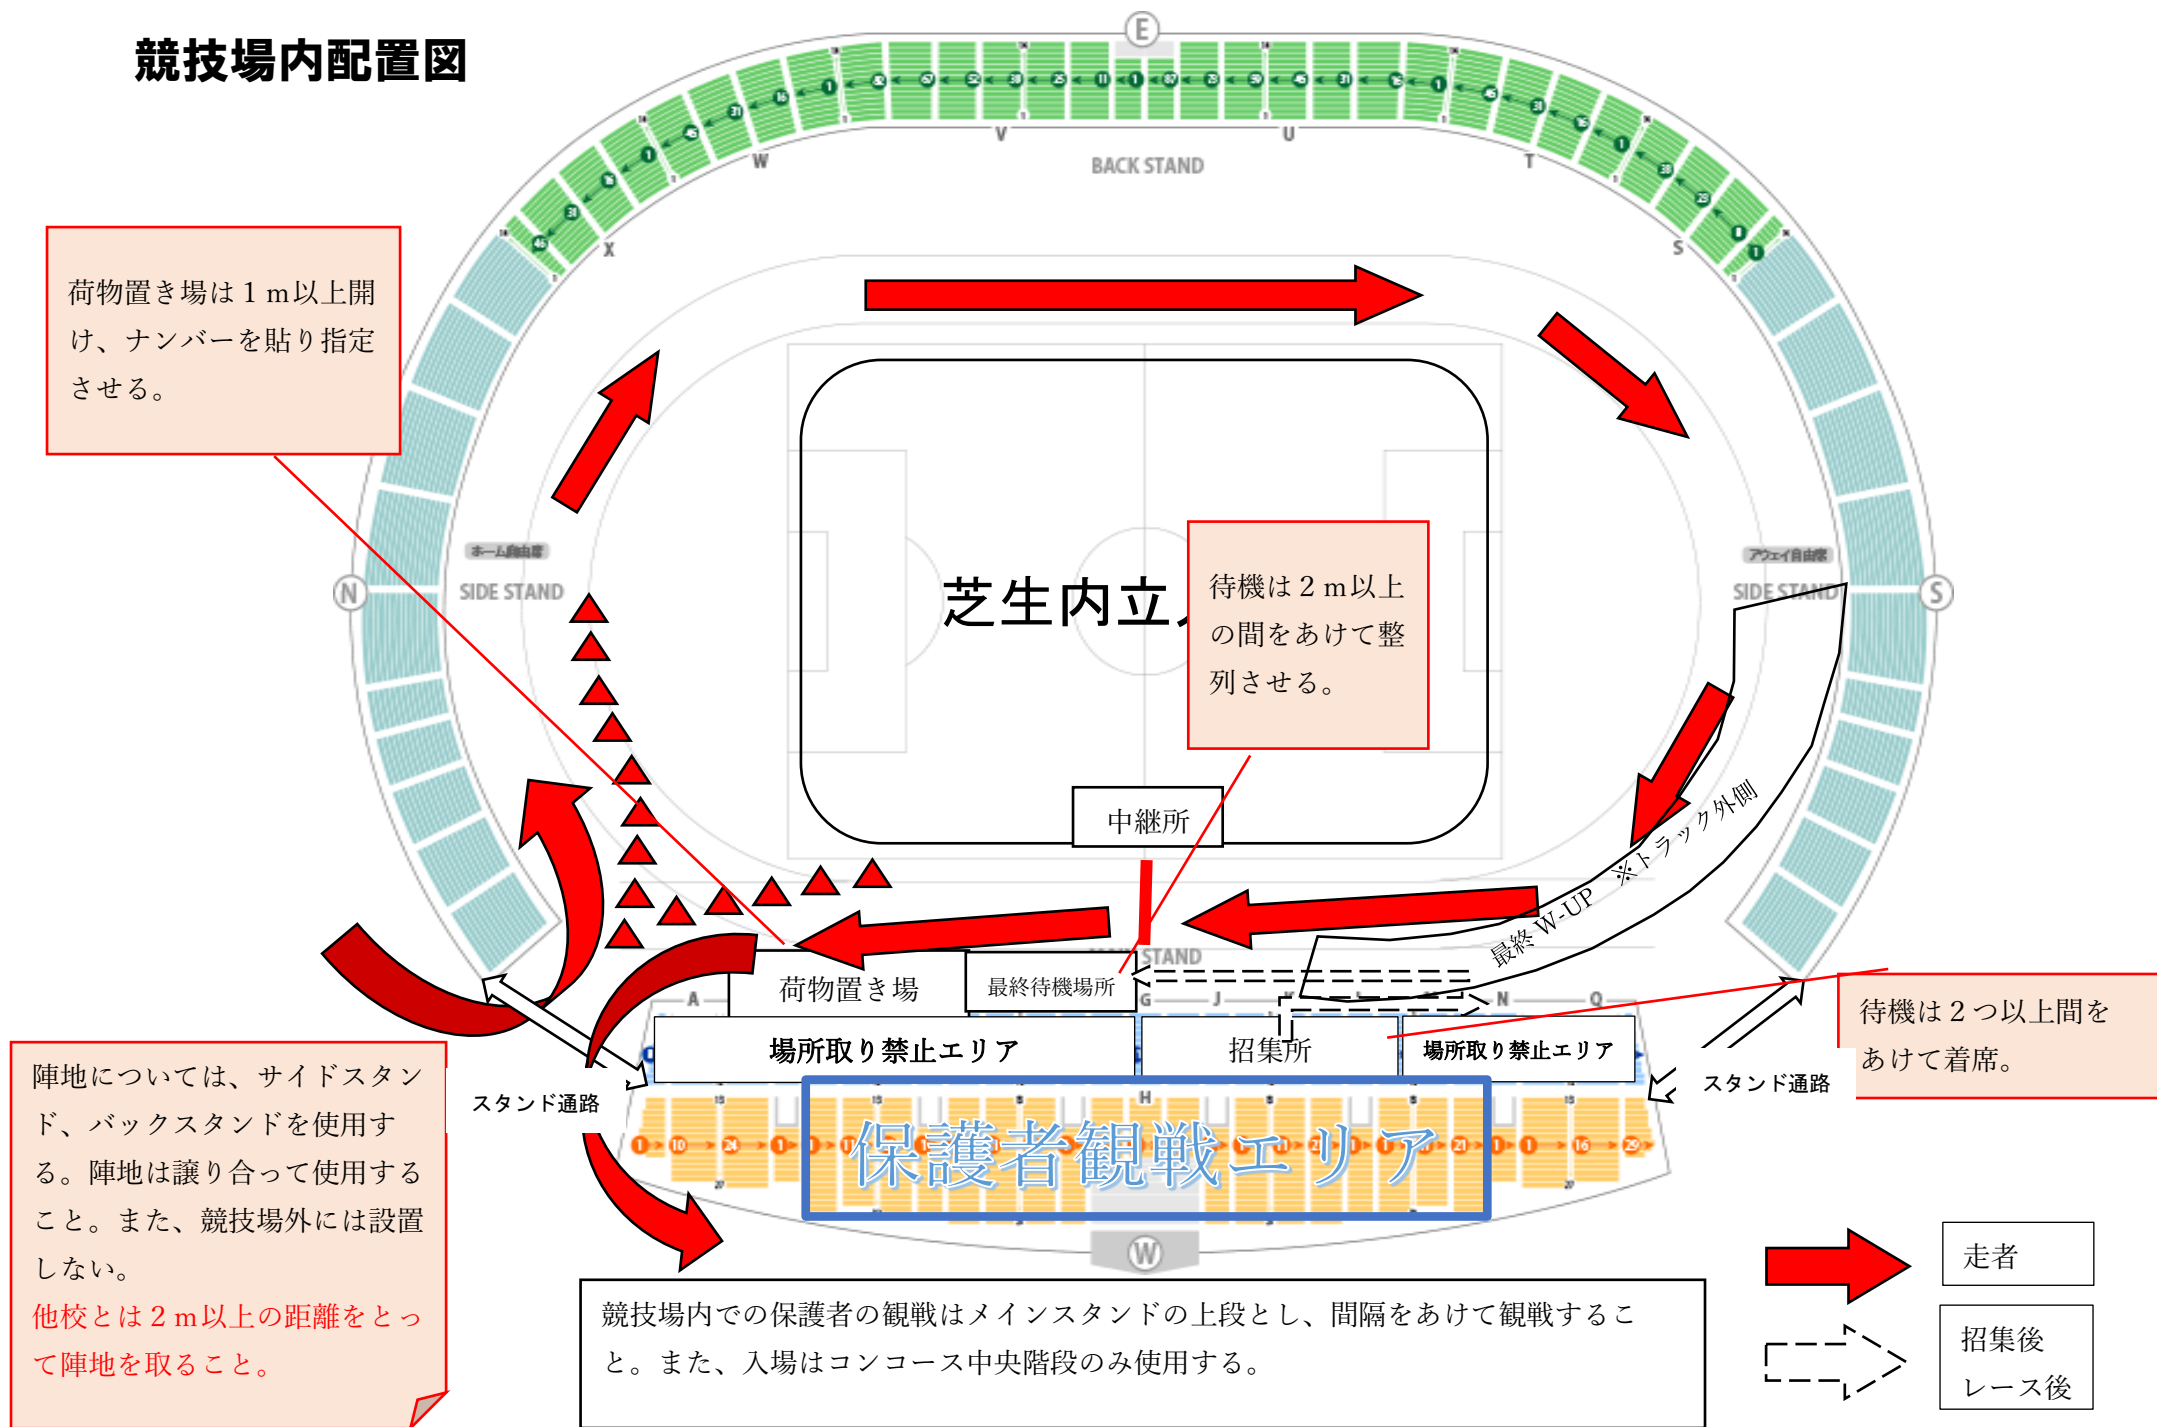 競技場内配置図
E
V
U
W
T
X
S
BACK STAND
荷物置き場は１ｍ以上開
け、ナンバーを貼り指定
させる。
ホーム自由席
SIDE STAND
N
アウェイ自由席
SIDE STAND
S
芝生内立
待機は２ｍ以上
の間をあけて整
列させる。
中継所
最終 W-UP　※トラック外側
STAND
荷物置き場
最終待機場所
A
G
J
N
Q
場所取り禁止エリア
招集所
場所取り禁止エリア
待機は２つ以上間を
あけて着席。
スタンド通路
スタンド通路
H
保護者観戦エリア
W
陣地については、サイドスタン
ド、バックスタンドを使用す
る。陣地は譲り合って使用する
こと。また、競技場外には設置
しない。
他校とは２ｍ以上の距離をとっ
て陣地を取ること。
競技場内での保護者の観戦はメインスタンドの上段とし、間隔をあけて観戦するこ
と。また、入場はコンコース中央階段のみ使用する。
走者
招集後
レース後